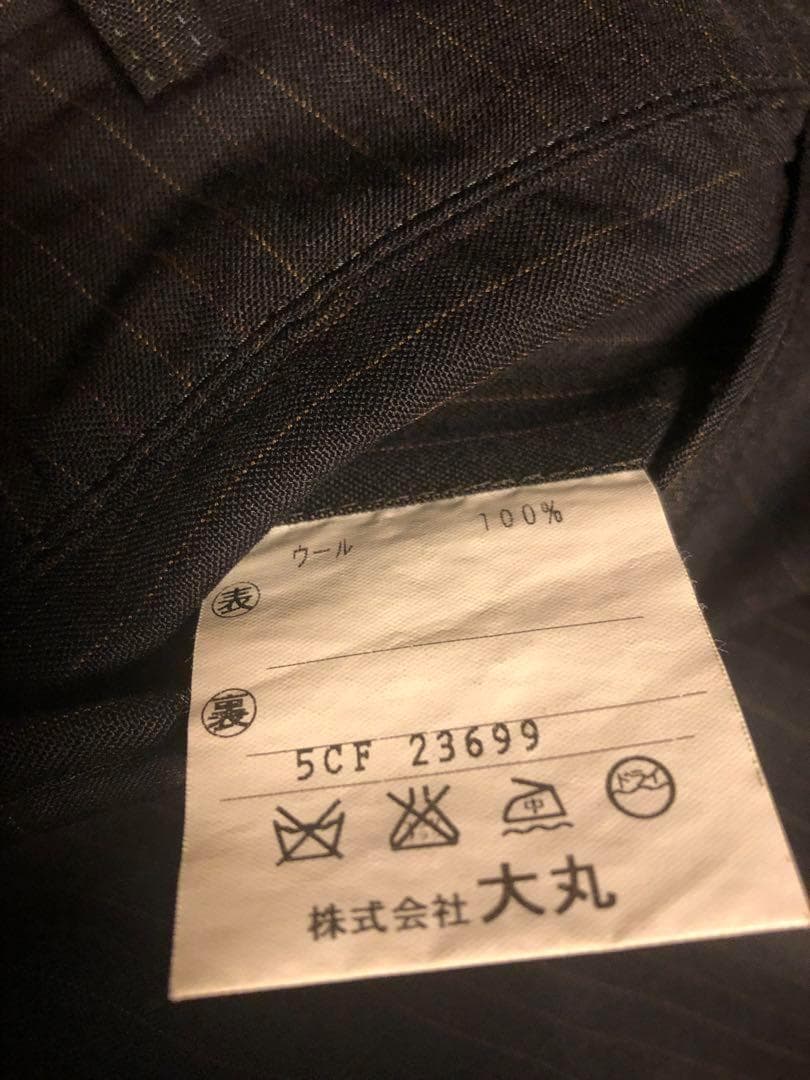 ウール 100%
表
裏
5CF 23699
中 ドライ
株式会社 大丸